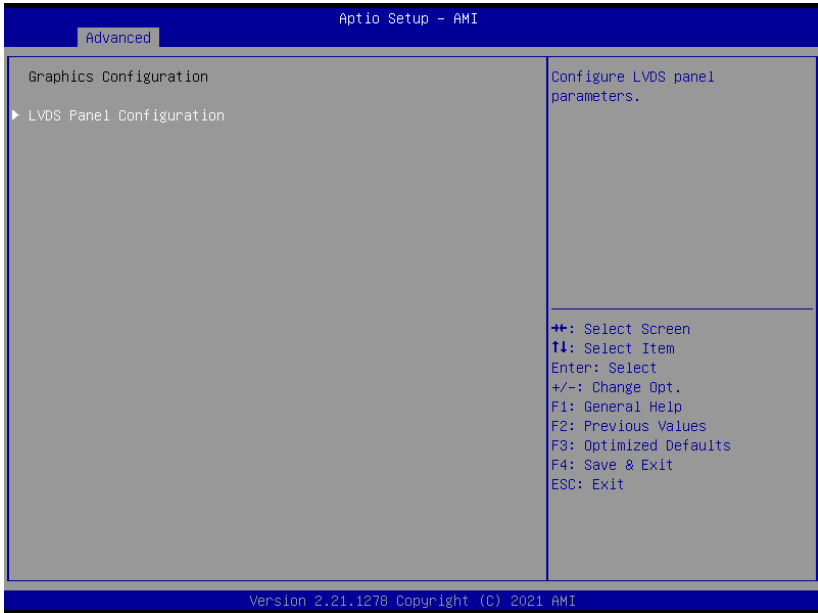 Aptio Setup – AMI
Advanced
Graphics Configuration
▶ LVDS Panel Configuration
Configure LVDS panel
parameters.
→←: Select Screen
↑↓: Select Item
Enter: Select
+/-: Change Opt.
F1: General Help
F2: Previous Values
F3: Optimized Defaults
F4: Save & Exit
ESC: Exit
Version 2.21.1278 Copyright (C) 2021 AMI